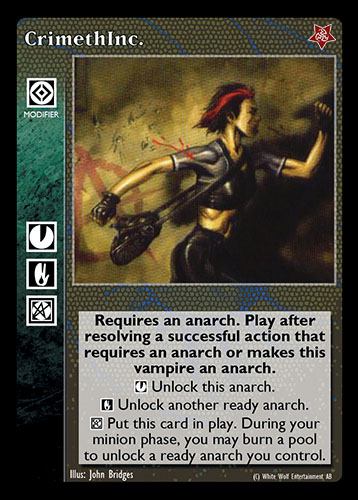 CrimethInc.
MODIFIER
Requires an anarch. Play after
resolving a successful action that
requires an anarch or makes this
vampire an anarch.
Unlock this anarch.
Unlock another ready anarch.
Put this card in play. During your
minion phase, you may burn a pool
to unlock a ready anarch you control.
Illus: John Bridges
(C) White Wolf Entertainment AB